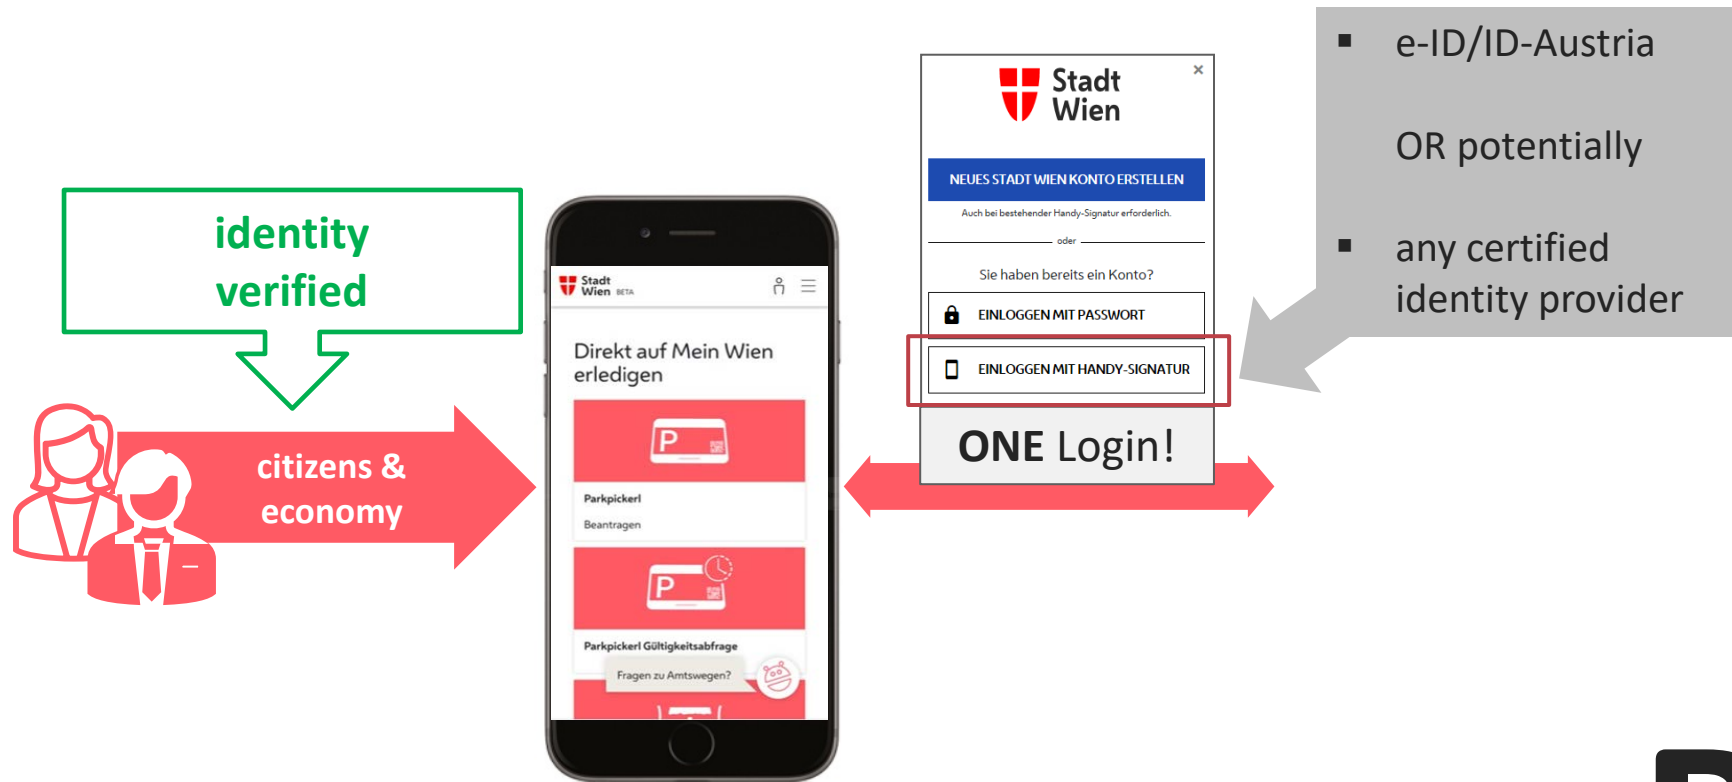 identity
verified
citizens &
economy
Stadt
Wien BETA
Direkt auf Mein Wien
erledigen
P
Parkpickerl
Beantragen
P
Parkpickerl Gültigkeitsabfrage
Fragen zu Amtswegen?
Stadt
Wien
×
NEUES STADT WIEN KONTO ERSTELLEN
Auch bei bestehender Handy-Signatur erforderlich.
oder
Sie haben bereits ein Konto?
EINLOGGEN MIT PASSWORT
EINLOGGEN MIT HANDY-SIGNATUR
ONE Login!
▪ e-ID/ID-Austria
OR potentially
▪ any certified
identity provider